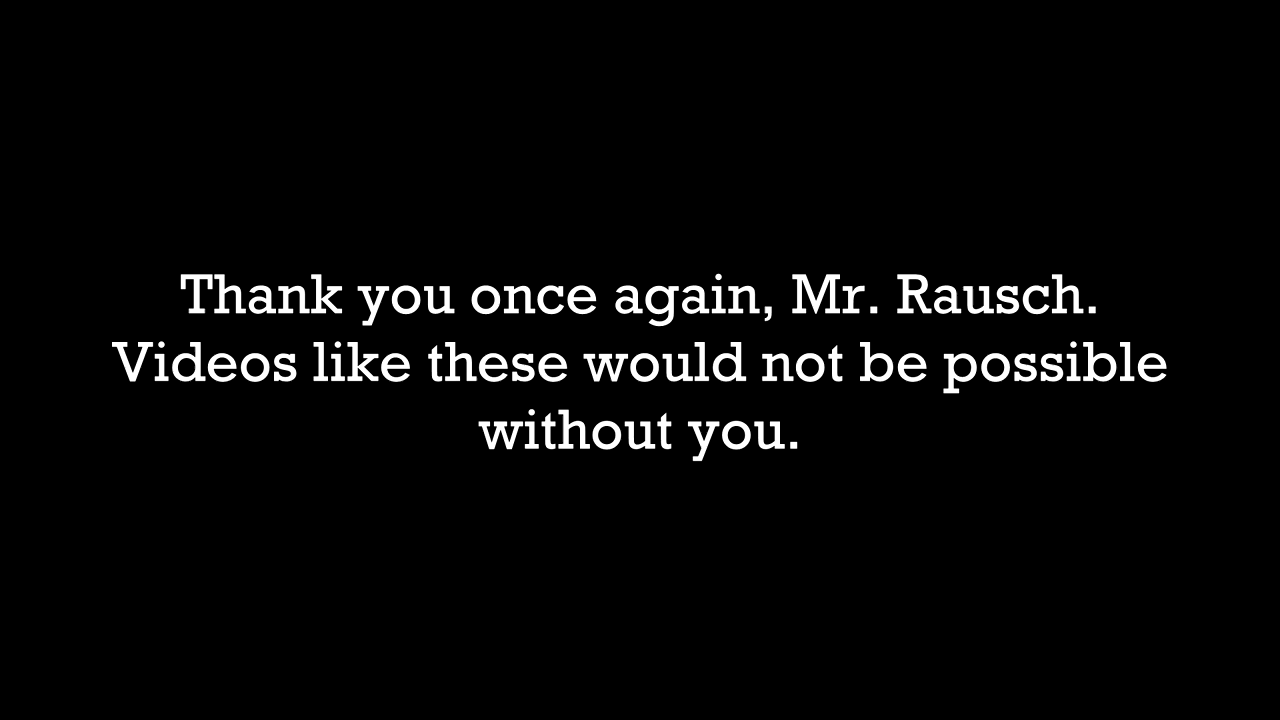 Thank you once again, Mr. Rausch.
Videos like these would not be possible
without you.